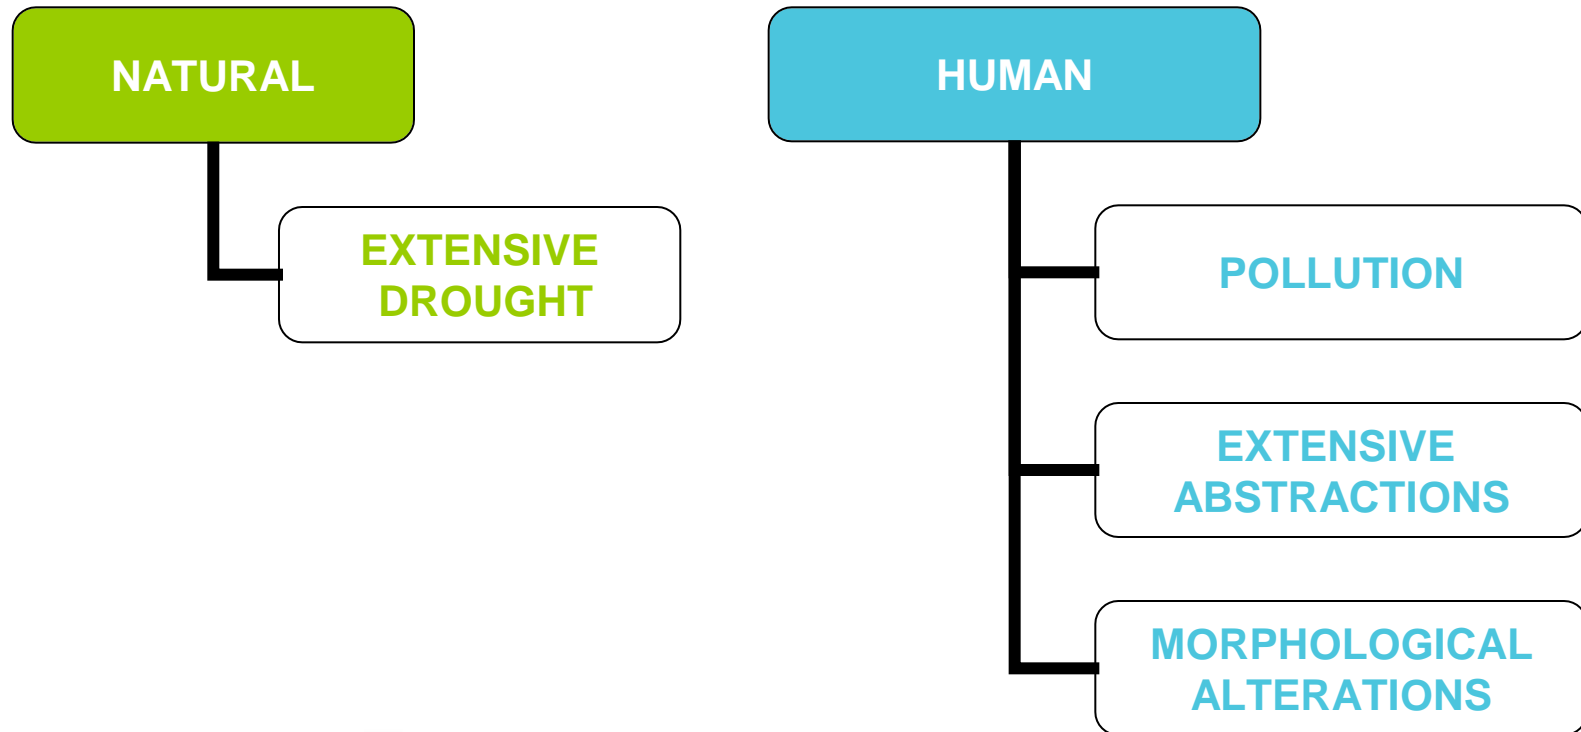 NATURAL
EXTENSIVE
DROUGHT
HUMAN
POLLUTION
EXTENSIVE
ABSTRACTIONS
MORPHOLOGICAL
ALTERATIONS